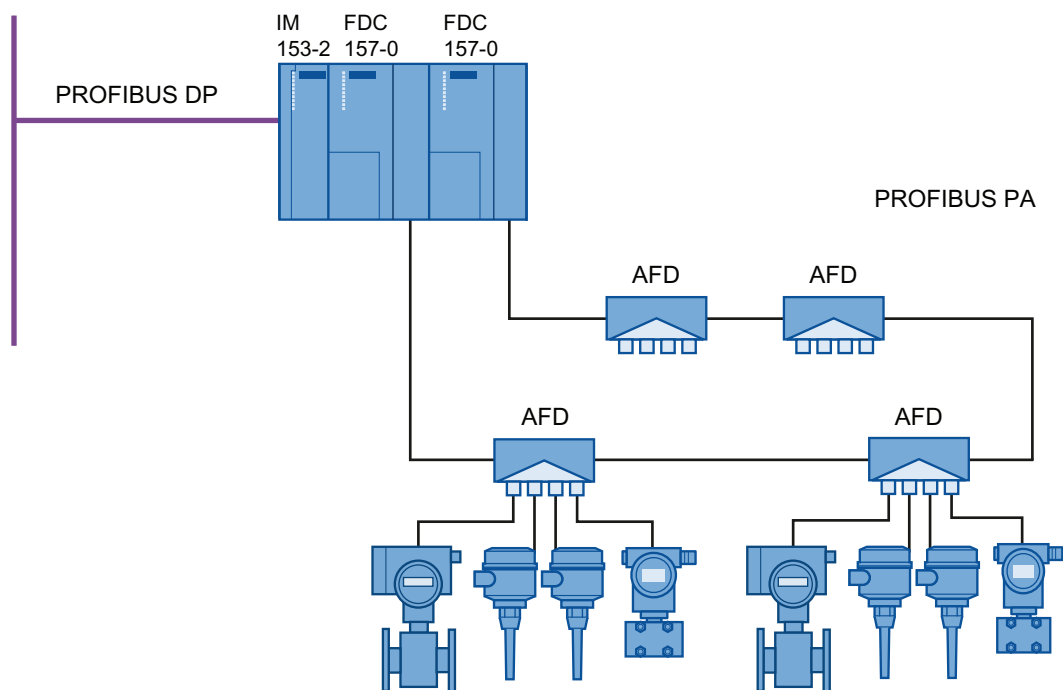 IM
153-2
FDC
157-0
FDC
157-0
PROFIBUS DP
PROFIBUS PA
AFD
AFD
AFD
AFD